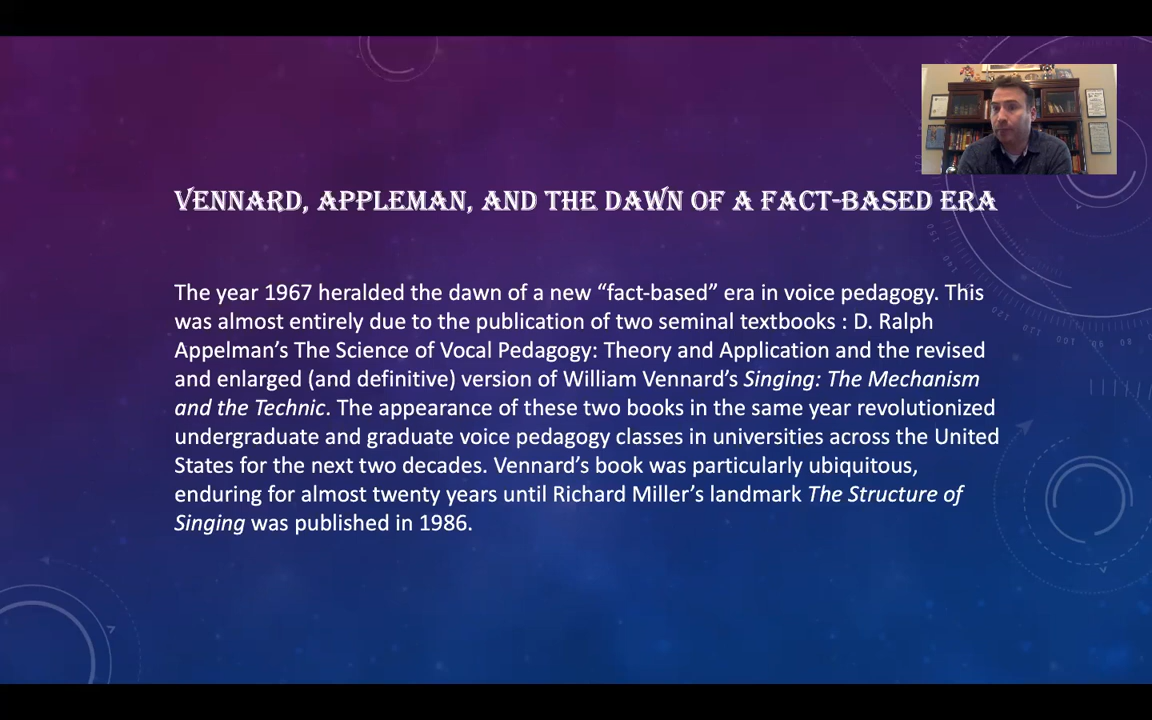 VENNARD, APPLEMAN, AND THE DAWN OF A FACT-BASED ERA
The year 1967 heralded the dawn of a new “fact-based” era in voice pedagogy. This
was almost entirely due to the publication of two seminal textbooks : D. Ralph
Appelman’s The Science of Vocal Pedagogy: Theory and Application and the revised
and enlarged (and definitive) version of William Vennard’s Singing: The Mechanism
and the Technic. The appearance of these two books in the same year revolutionized
undergraduate and graduate voice pedagogy classes in universities across the United
States for the next two decades. Vennard’s book was particularly ubiquitous,
enduring for almost twenty years until Richard Miller’s landmark The Structure of
Singing was published in 1986.